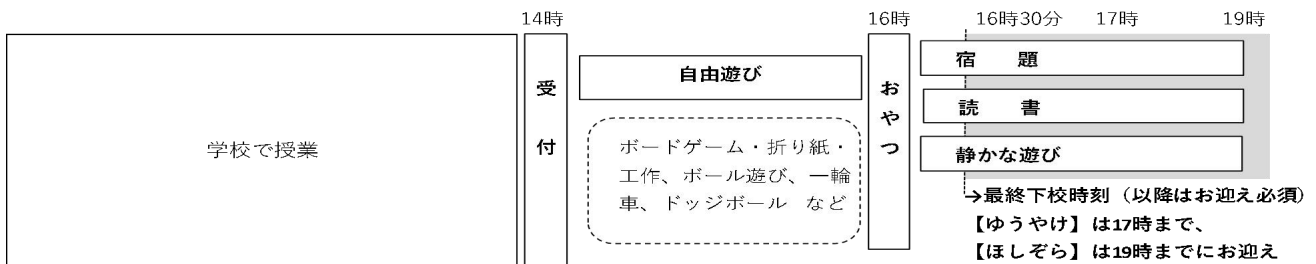 14時
16時
16時30分
17時
19時
学校で授業
受付
自由遊び
ボードゲーム・折り紙・
工作、ボール遊び、一輪
車、ドッジボール など
おやつ
宿 題
読 書
静かな遊び
→最終下校時刻（以降はお迎え必須）
【ゆうやけ】は17時まで、
【ほしぞら】は19時までにお迎え